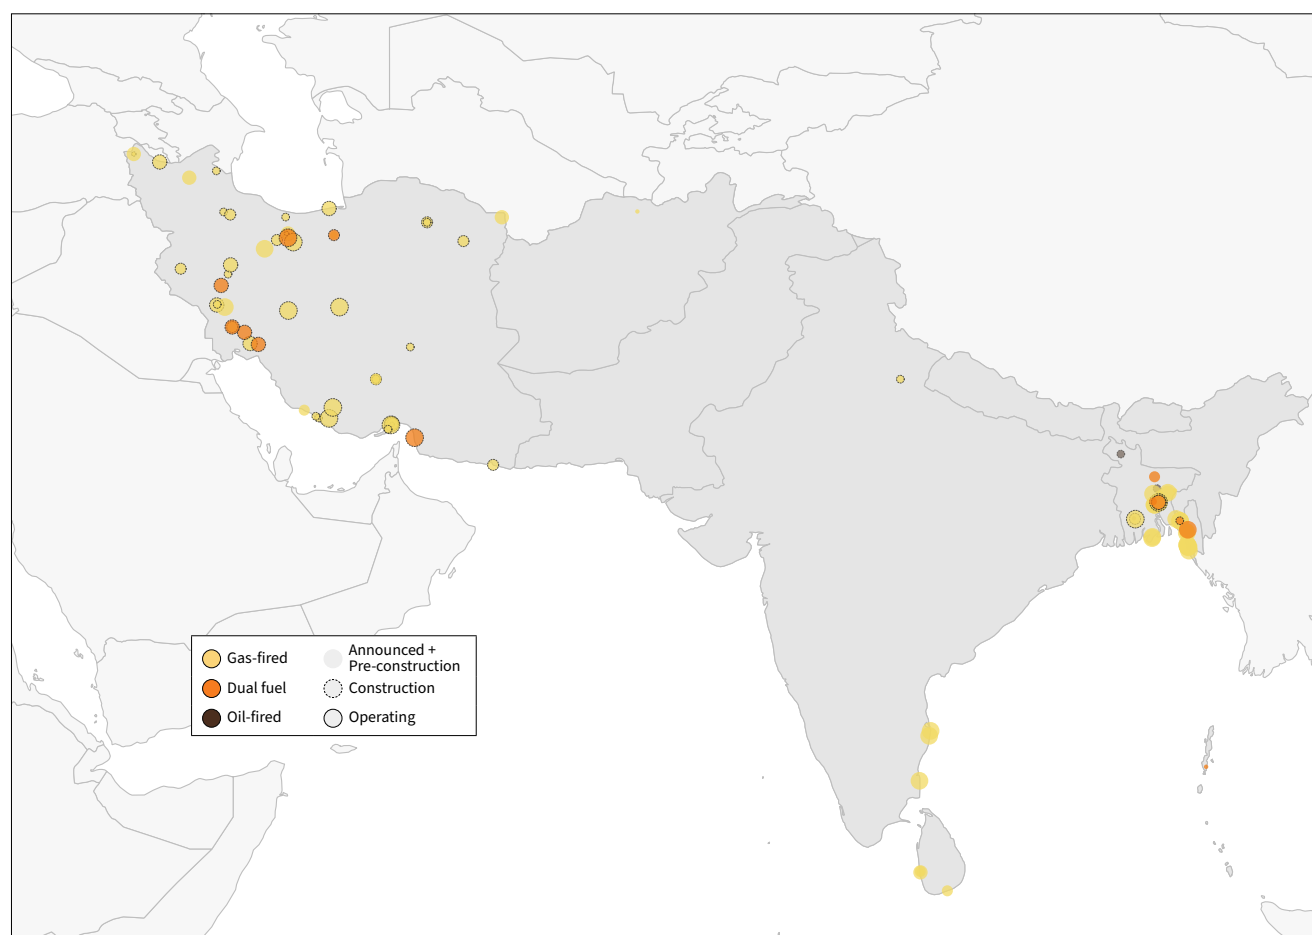 Gas-fired
Dual fuel
Oil-fired
Announced +
Pre-construction
Construction
Operating